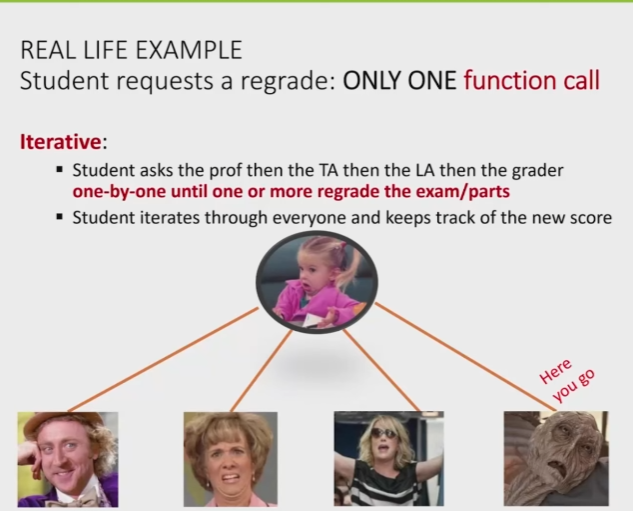 REAL LIFE EXAMPLE
Student requests a regrade: ONLY ONE function call
Iterative:
▪ Student asks the prof then the TA then the LA then the grader
one-by-one until one or more regrade the exam/parts
▪ Student iterates through everyone and keeps track of the new score
Here
you go